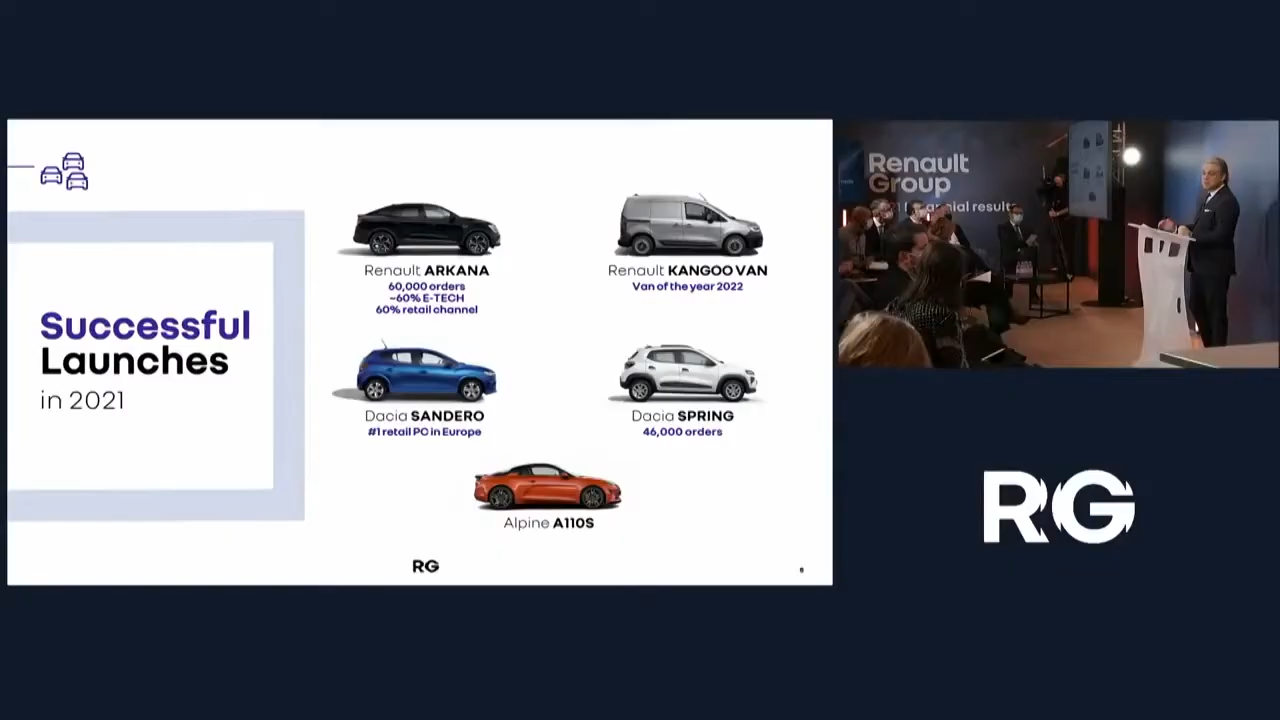 Successful
Launches
in 2021
Renault ARKANA
60,000 orders
~60% E-TECH
60% retail channel
Renault KANGOO VAN
Van of the year 2022
Dacia SANDERO
#1 retail PC in Europe
Dacia SPRING
46,000 orders
Alpine A110S
RG
Renault
Group
results
RG